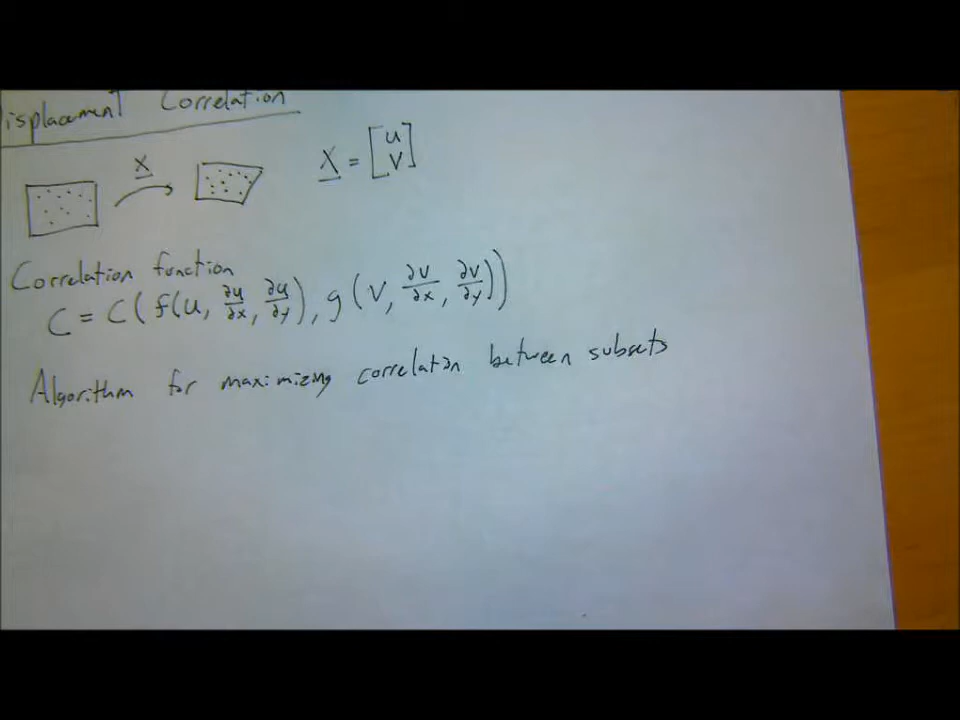 isplacement Correlation
X
X = [u v]
Correlation function
C = C( f(u, ∂u/∂x, ∂u/∂y), g(v, ∂v/∂x, ∂v/∂y))
Algorithm for maximizing correlation between subsets